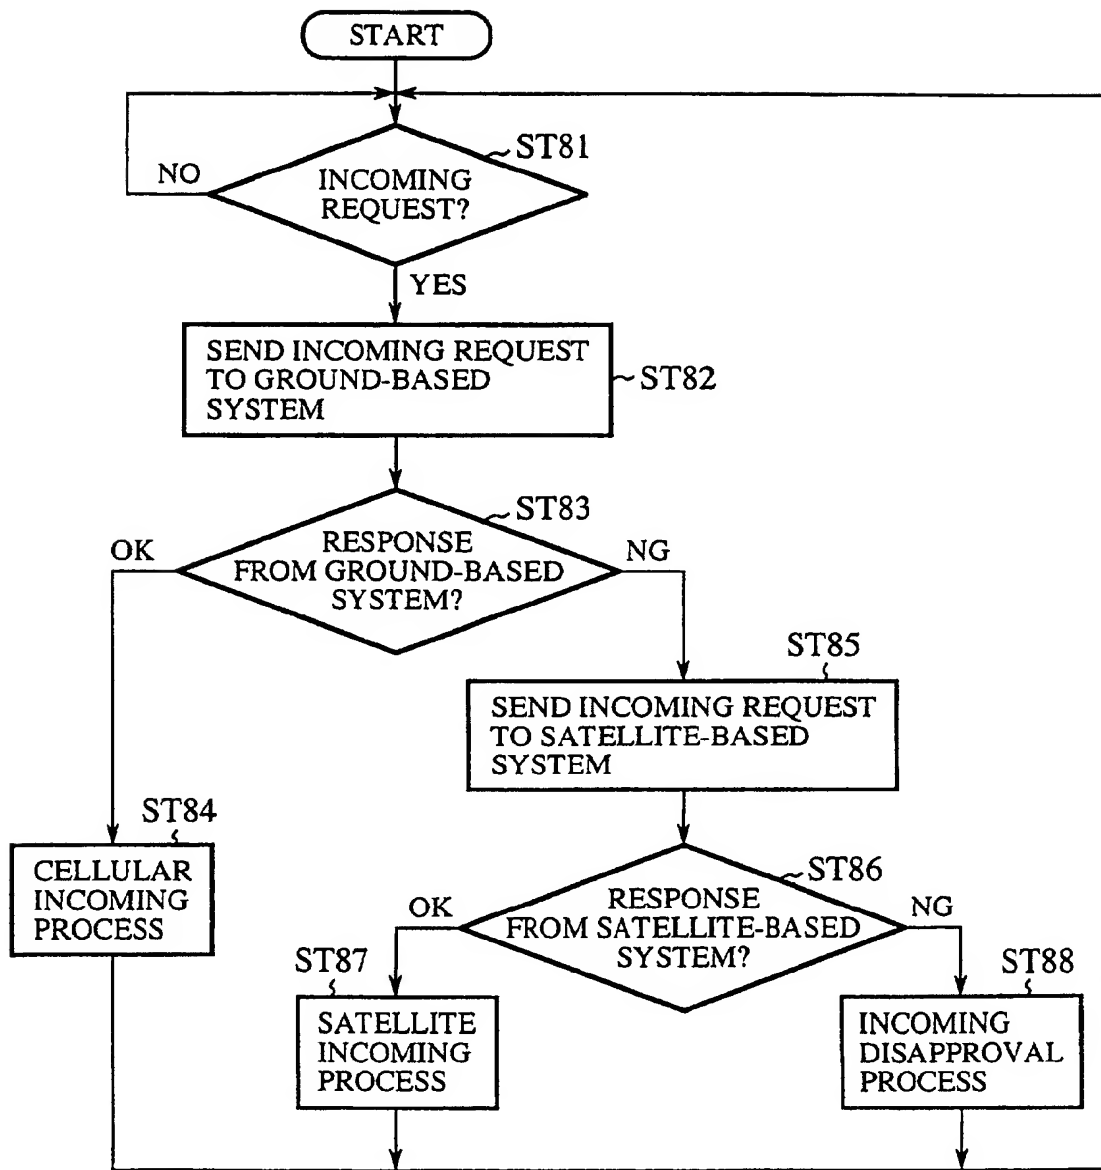 START
ST81
NO
INCOMING
REQUEST?
YES
SEND INCOMING REQUEST
TO GROUND-BASED
SYSTEM
ST82
ST83
OK
RESPONSE
FROM GROUND-BASED
SYSTEM?
NG
ST85
SEND INCOMING REQUEST
TO SATELLITE-BASED
SYSTEM
ST84
CELLULAR
INCOMING
PROCESS
ST86
OK
RESPONSE
FROM SATELLITE-BASED
SYSTEM?
NG
ST87
SATELLITE
INCOMING
PROCESS
ST88
INCOMING
DISAPPROVAL
PROCESS